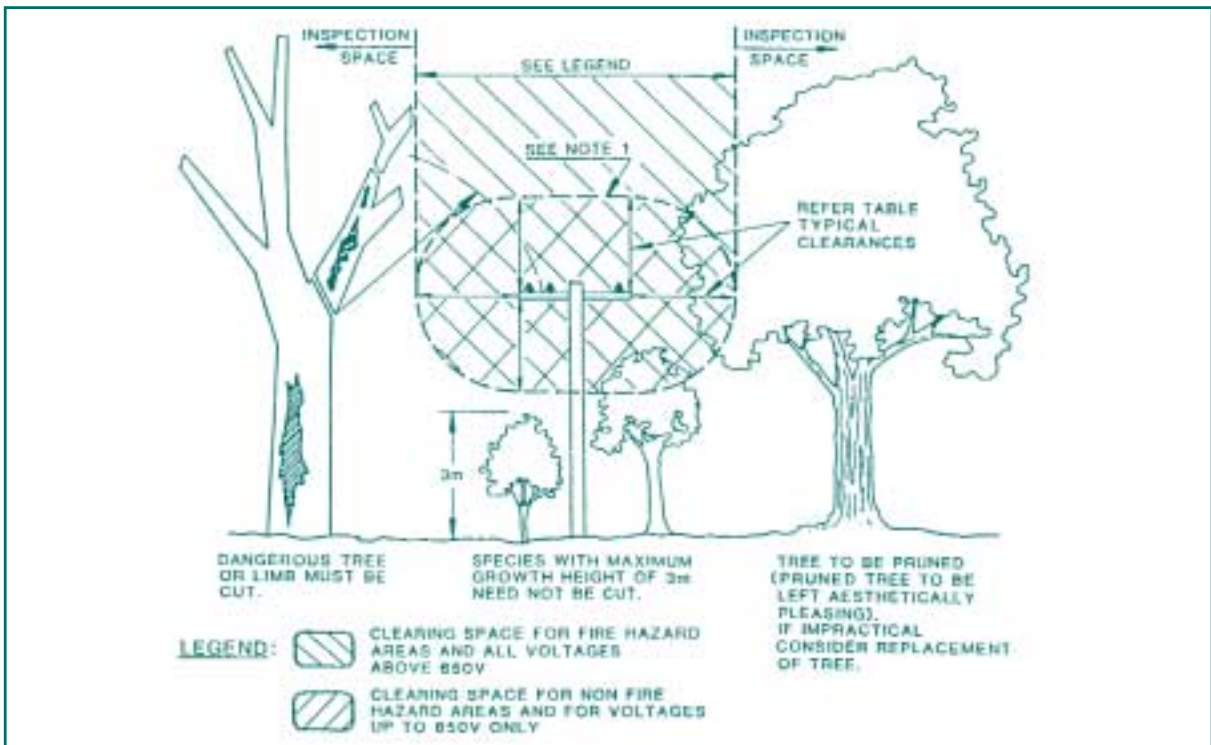 INSPECTION
SPACE
SEE LEGEND
INSPECTION
SPACE
SEE NOTE 1
REFER TABLE
TYPICAL
CLEARANCES
3m
DANGEROUS TREE
OR LIMB MUST BE
CUT.
SPECIES WITH MAXIMUM
GROWTH HEIGHT OF 3m
NEED NOT BE CUT.
TREE TO BE PRUNED
(PRUNED TREE TO BE
LEFT AESTHETICALLY
PLEASING).
IF IMPRACTICAL
CONSIDER REPLACEMENT
OF TREE.
LEGEND:
CLEARING SPACE FOR FIRE HAZARD
AREAS AND ALL VOLTAGES
ABOVE 650V
CLEARING SPACE FOR NON FIRE
HAZARD AREAS AND FOR VOLTAGES
UP TO 650V ONLY